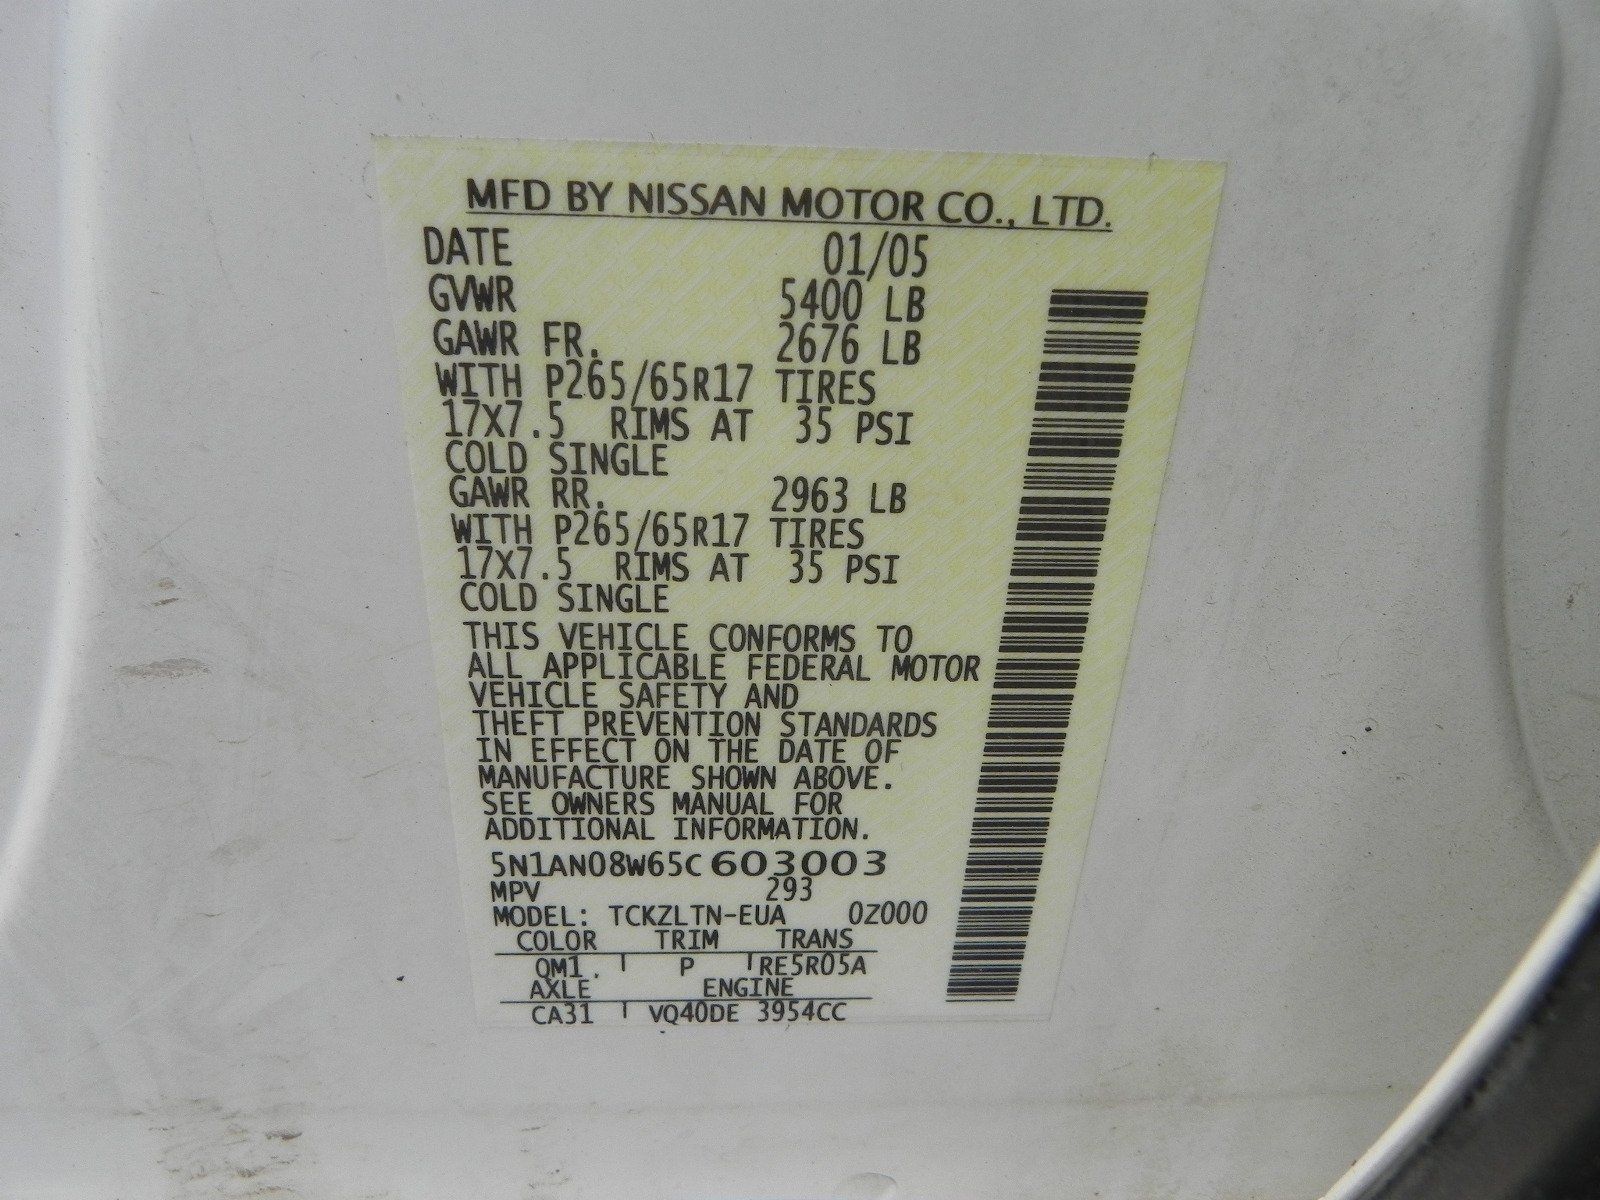 MFD BY NISSAN MOTOR CO., LTD.
DATE 01/05
GVWR 5400 LB
GAWR FR. 2676 LB
WITH P265/65R17 TIRES
17X7.5 RIMS AT 35 PSI
COLD SINGLE
GAWR RR. 2963 LB
WITH P265/65R17 TIRES
17X7.5 RIMS AT 35 PSI
COLD SINGLE
THIS VEHICLE CONFORMS TO
ALL APPLICABLE FEDERAL MOTOR
VEHICLE SAFETY AND
THEFT PREVENTION STANDARDS
IN EFFECT ON THE DATE OF
MANUFACTURE SHOWN ABOVE.
SEE OWNERS MANUAL FOR
ADDITIONAL INFORMATION.
5N1AN08W65C603003
MPV 293
MODEL: TCKZLTN-EUA 0Z000
COLOR TRIM TRANS
QM1 P RE5R05A
AXLE ENGINE
CA31 VQ40DE 3954CC